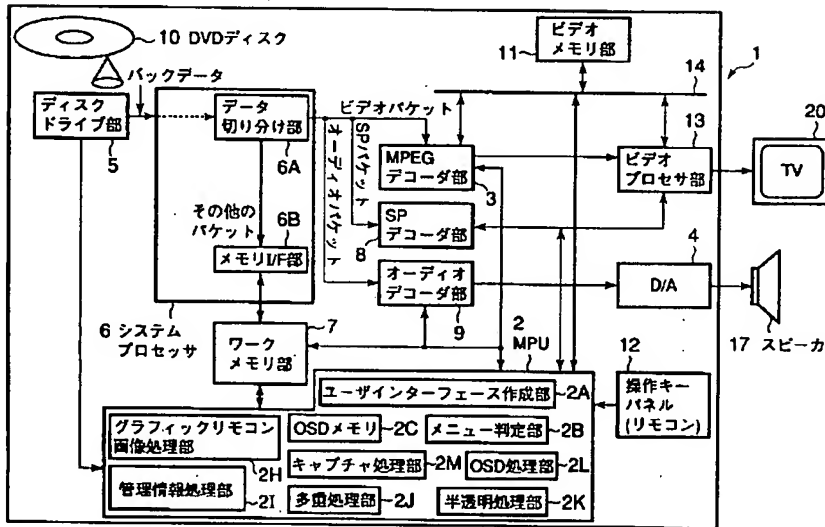 10 DVDディスク
ビデオ
メモリ部
11
1
14
バックデータ
ディスク
ドライブ部
5
データ
切り分け部
6A
ビデオパケット
SPパケット
オーディオパケット
MPEG
デコーダ部
3
ビデオ
プロセサ部
13
20
TV
その他の
パケット
6B
メモリI/F部
SP
デコーダ部
8
オーディオ
デコーダ部
9
4
D/A
17 スピーカ
6 システム
プロセッサ
7
ワーク
メモリ部
2
MPU
12
操作キー
パネル
(リモコン)
ユーザインターフェース作成部
2A
グラフィックリモコン
画像処理部
2H
OSDメモリ
2C
メニュー判定部
2B
キャプチャ処理部
2M
OSD処理部
2L
管理情報処理部
2I
多重処理部
2J
半透明処理部
2K